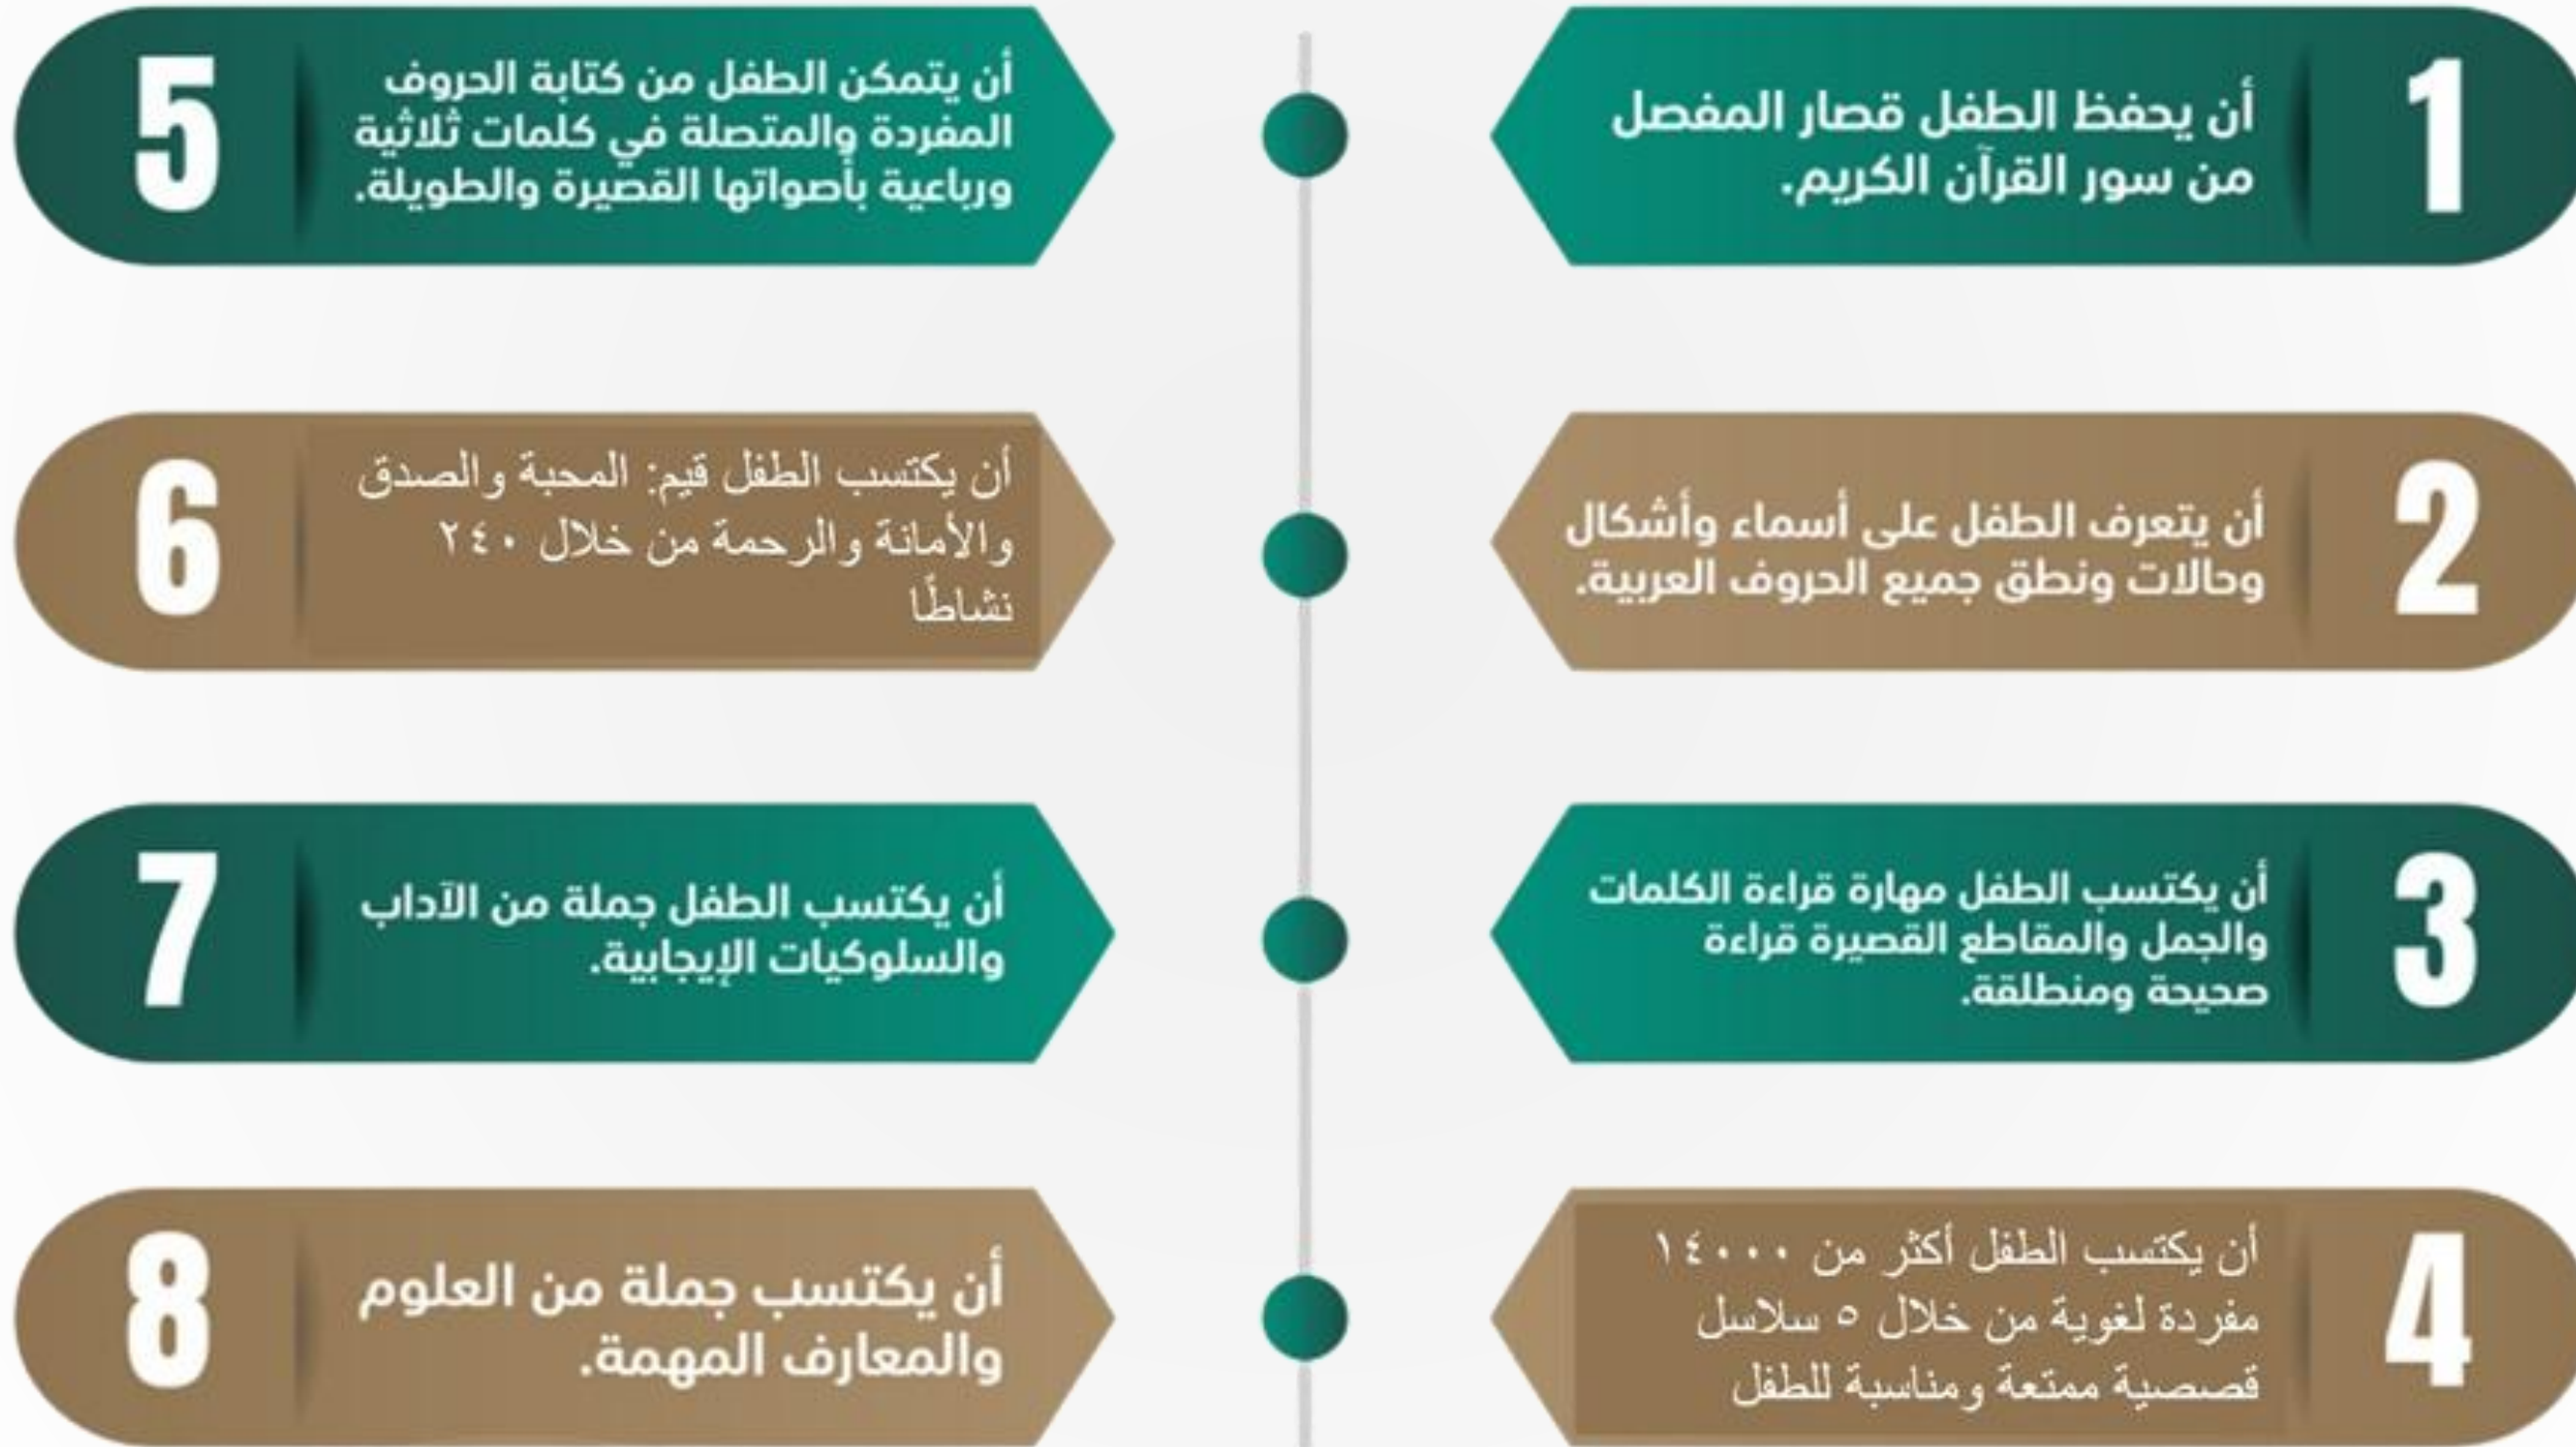 1
أن يحفظ الطفل قصار المفصل
من سور القرآن الكريم.
2
أن يتعرف الطفل على أسماء وأشكال
وحالات ونطق جميع الحروف العربية.
3
أن يكتسب الطفل مهارة قراءة الكلمات
والجمل والمقاطع القصيرة قراءة
صحيحة ومنطلقة.
4
أن يكتسب الطفل أكثر من ١٤٠٠٠
مفردة لغوية من خلال ٥ سلاسل
قصصية ممتعة ومناسبة للطفل
5
أن يتمكن الطفل من كتابة الحروف
المفردة والمتصلة في كلمات ثلاثية
ورباعية بأصواتها القصيرة والطويلة.
6
أن يكتسب الطفل قيم: المحبة والصدق
والأمانة والرحمة من خلال ٢٤٠
نشاطًا
7
أن يكتسب الطفل جملة من الآداب
والسلوكيات الإيجابية.
8
أن يكتسب جملة من العلوم
والمعارف المهمة.